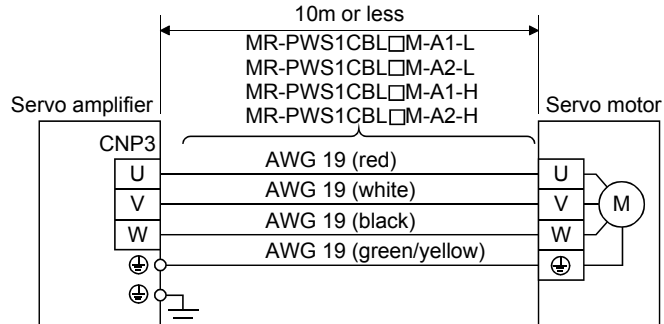 10m or less
MR-PWS1CBL□M-A1-L
MR-PWS1CBL□M-A2-L
MR-PWS1CBL□M-A1-H
MR-PWS1CBL□M-A2-H
Servo amplifier
Servo motor
CNP3
AWG 19 (red)
U
U
AWG 19 (white)
V
V
M
AWG 19 (black)
W
W
AWG 19 (green/yellow)